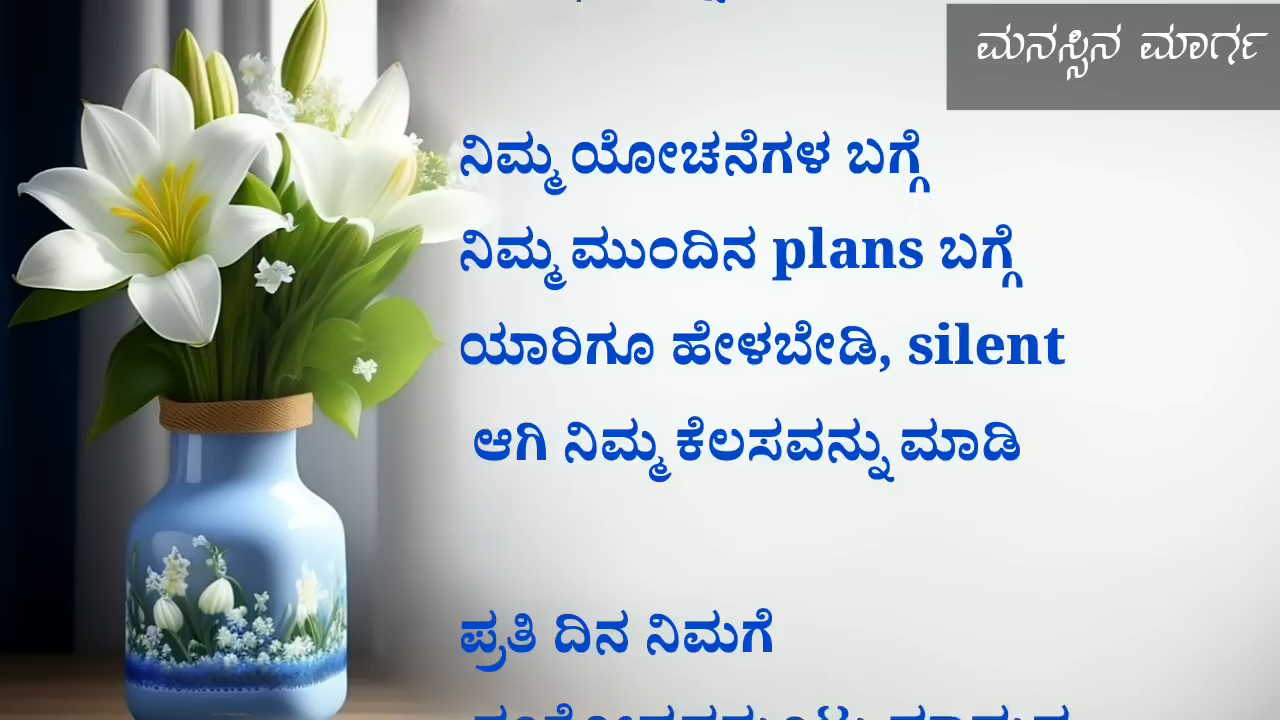 ಮನಸ್ಸಿನ ಮಾರ್ಗ
ನಿಮ್ಮ ಯೋಚನೆಗಳ ಬಗ್ಗೆ
ನಿಮ್ಮ ಮುಂದಿನ plans ಬಗ್ಗೆ
ಯಾರಿಗೂ ಹೇಳಬೇಡಿ, silent
ಆಗಿ ನಿಮ್ಮ ಕೆಲಸವನ್ನು ಮಾಡಿ
ಪ್ರತಿ ದಿನ ನಿಮಗೆ